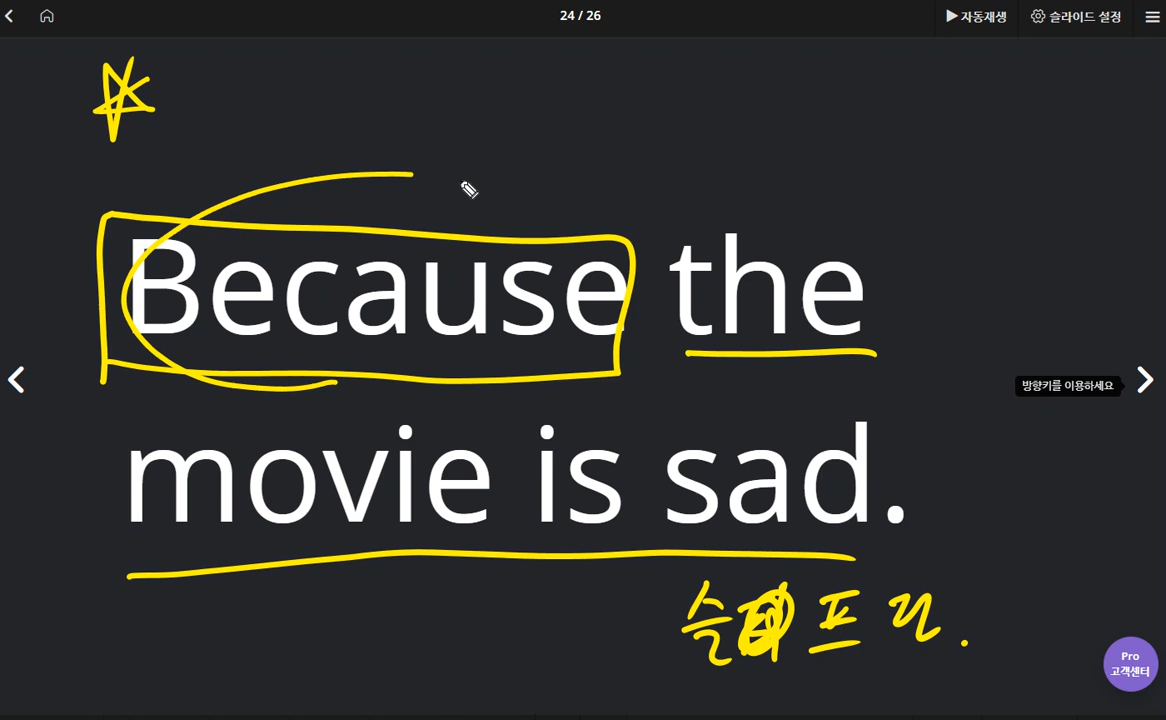 24 / 26
자동재생
슬라이드 설정
Because the
movie is sad.
방향키를 이용하세요
Pro
고객센터